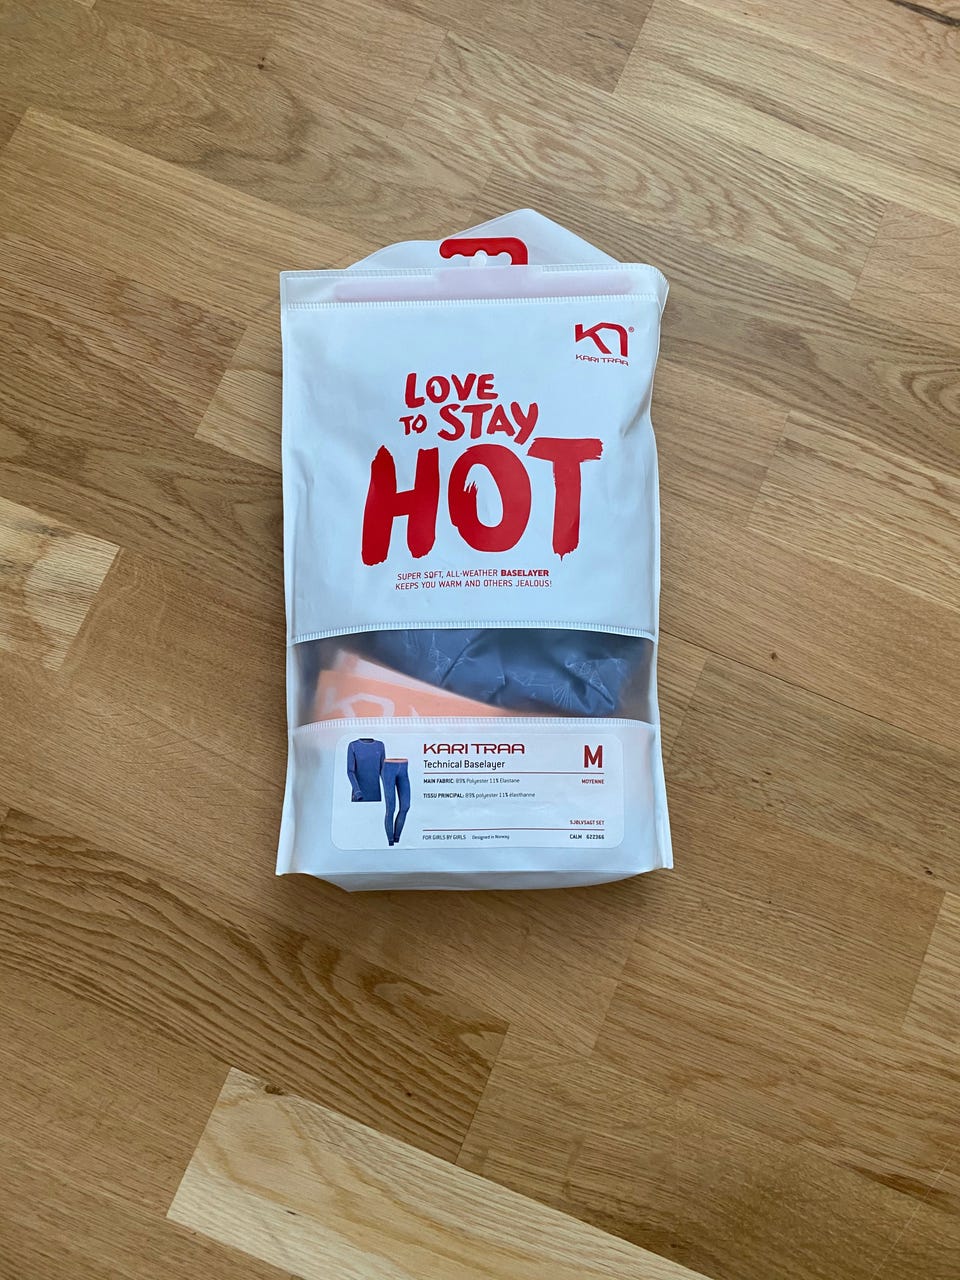 KARI TRAA
LOVE
TO STAY
HOT
SUPER SOFT, ALL-WEATHER BASELAYER
KEEPS YOU WARM AND OTHERS JEALOUS!
KARI TRAA
Technical Baselayer
M
MAIN FABRIC: 89% Polyester 11% Elastane
MOYENNE
TISSU PRINCIPAL: 89% polyester 11% élasthanne
SJØLVSAGT SET
FOR GIRLS BY GIRLS Designed in Norway
CALM 622366